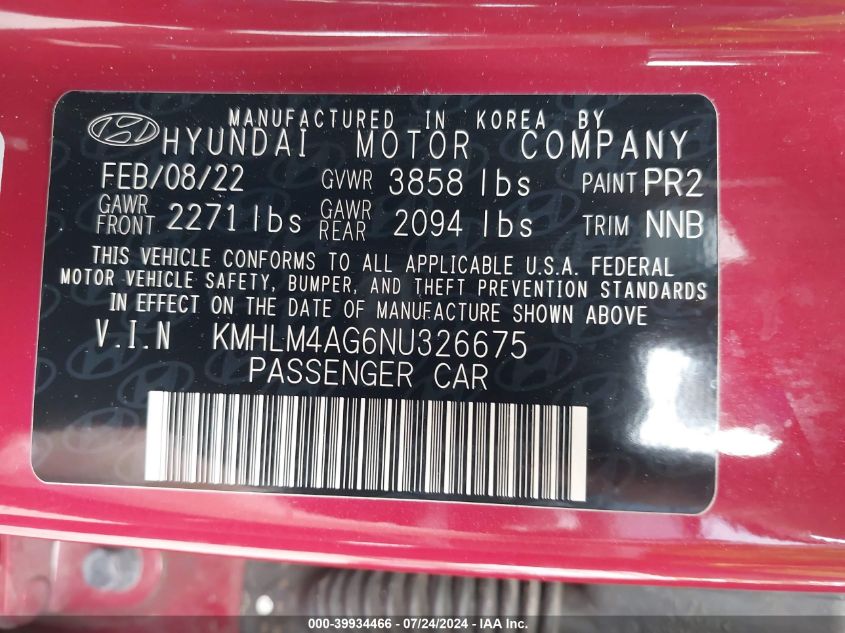 MANUFACTURED IN KOREA BY
HYUNDAI MOTOR COMPANY
FEB/08/22 GVWR 3858 lbs PAINT PR2
GAWR FRONT 2271 lbs GAWR REAR 2094 lbs TRIM NNB
THIS VEHICLE CONFORMS TO ALL APPLICABLE U.S.A. FEDERAL
MOTOR VEHICLE SAFETY, BUMPER, AND THEFT PREVENTION STANDARDS
IN EFFECT ON THE DATE OF MANUFACTURE SHOWN ABOVE.
V.I.N KMHLM4AG6NU326675
PASSENGER CAR
000-39934466 / 07/24/2024 - IAA Inc.